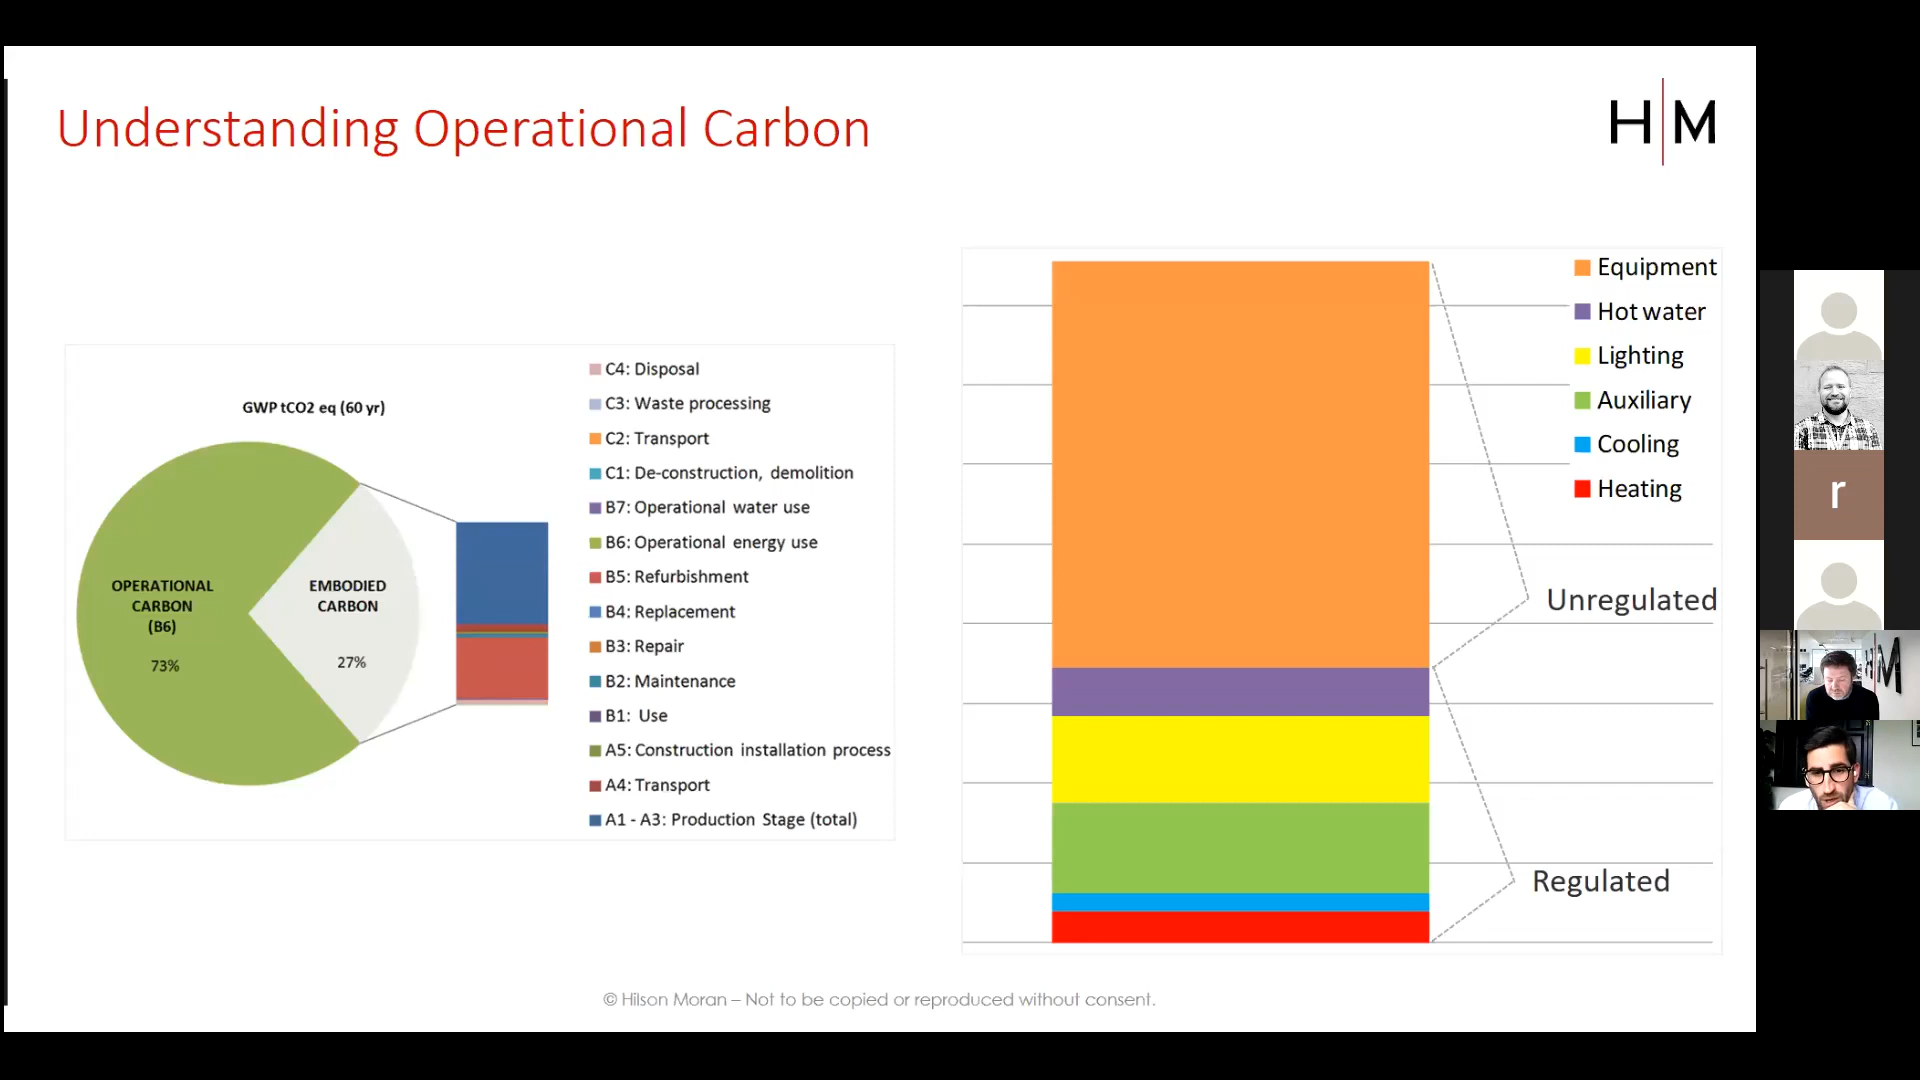 Understanding Operational Carbon
H M
GWP tCO2 eq (60 yr)
OPERATIONAL
CARBON
(B6)
73%
EMBODIED
CARBON
27%
C4: Disposal
C3: Waste processing
C2: Transport
C1: De-construction, demolition
B7: Operational water use
B6: Operational energy use
B5: Refurbishment
B4: Replacement
B3: Repair
B2: Maintenance
B1: Use
A5: Construction installation process
A4: Transport
A1 - A3: Production Stage (total)
Equipment
Hot water
Lighting
Auxiliary
Cooling
Heating
Unregulated
Regulated
© Hilson Moran – Not to be copied or reproduced without consent.
r
M